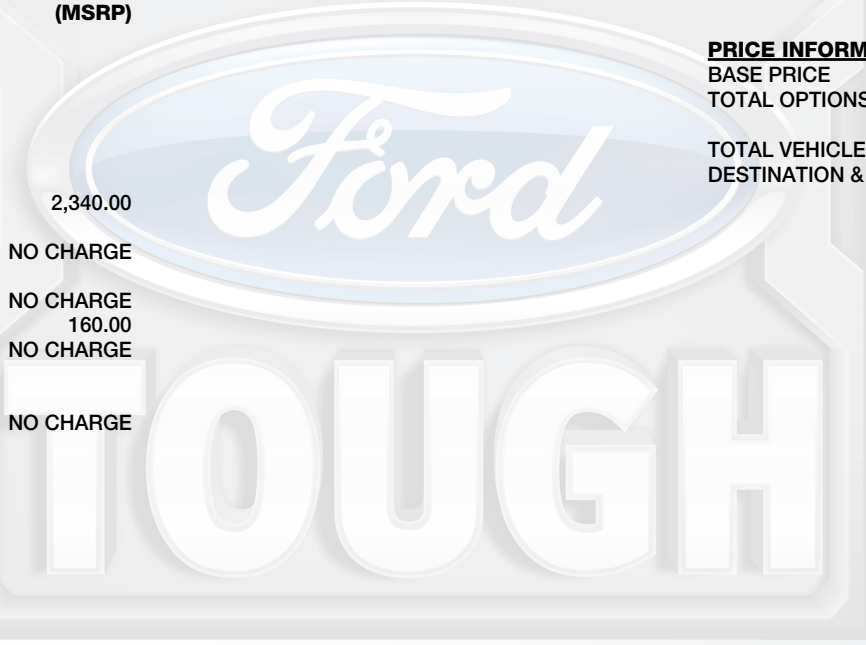 (MSRP)
2,340.00
NO CHARGE
NO CHARGE
160.00
NO CHARGE
NO CHARGE
PRICE INFORM
BASE PRICE
TOTAL OPTIONS
TOTAL VEHICLE
DESTINATION &
Ford
TOUGH